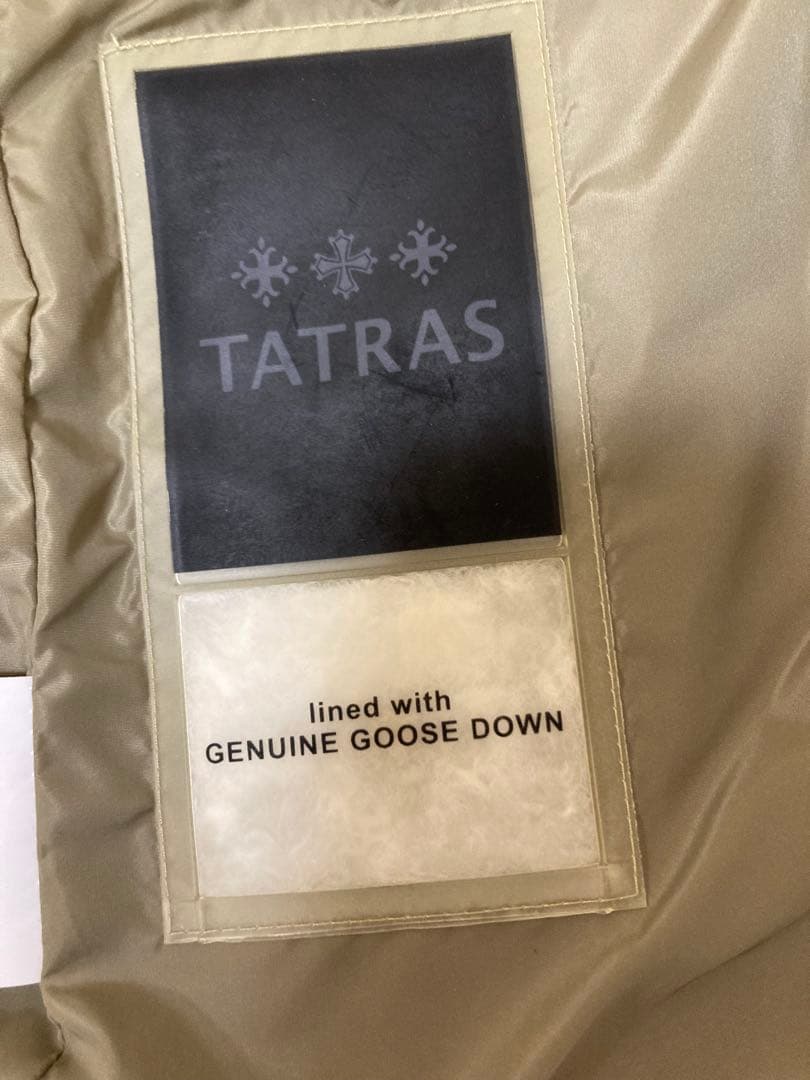 TATRAS
lined with
GENUINE GOOSE DOWN